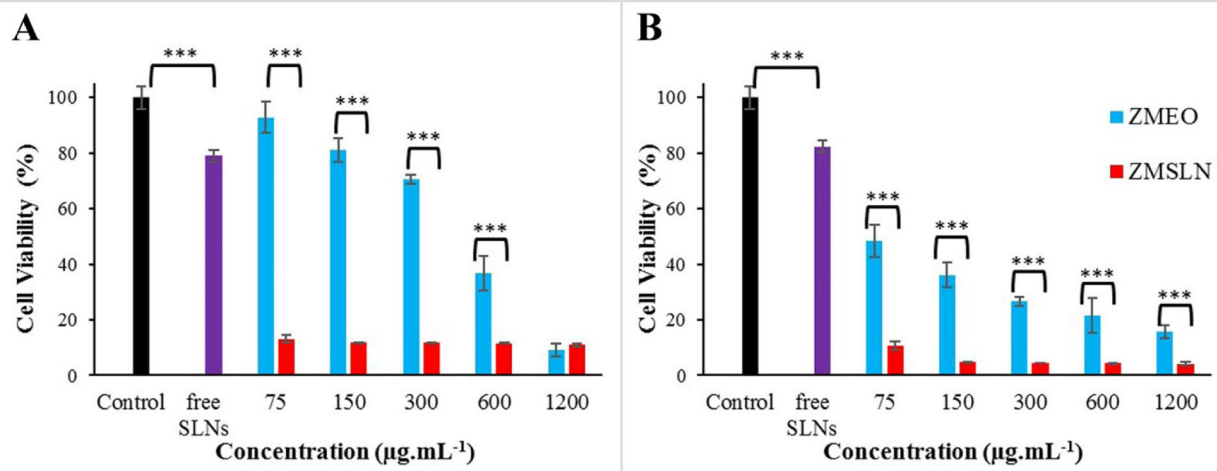 A
Cell Viability (%)
100
80
60
40
20
0
***
***
***
***
***
Control
free
SLNs
75
150
300
600
1200
Concentration (µg.mL⁻¹)
B
Cell Viability (%)
100
80
60
40
20
0
***
***
***
***
***
***
ZMEO
ZMSLN
Control
free
SLNs
75
150
300
600
1200
Concentration (µg.mL⁻¹)